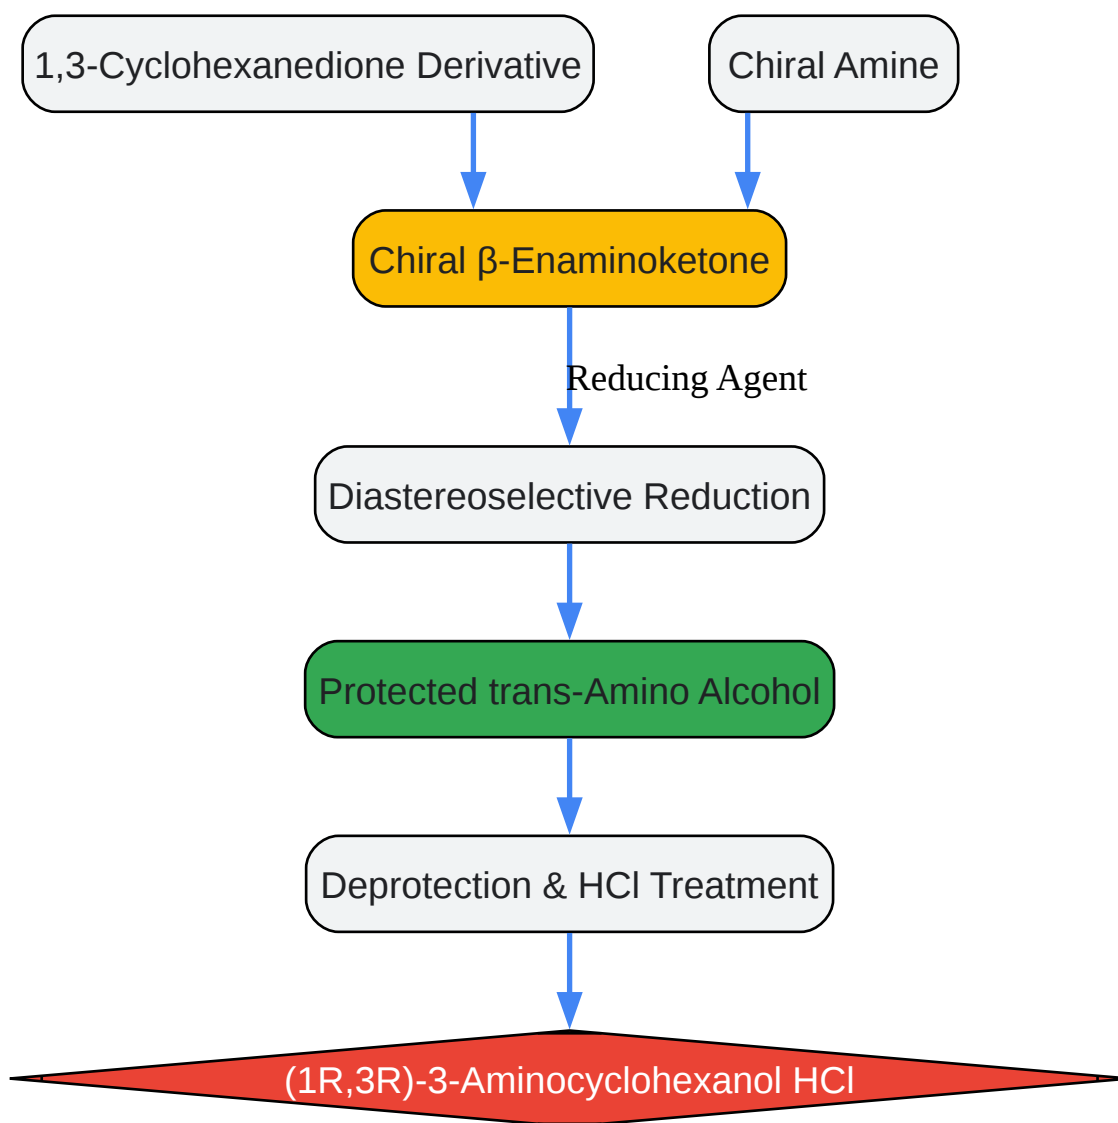 1,3-Cyclohexanedione Derivative
Chiral Amine
Chiral β-Enaminoketone
Reducing Agent
Diastereoselective Reduction
Protected trans-Amino Alcohol
Deprotection & HCl Treatment
(1R,3R)-3-Aminocyclohexanol HCl